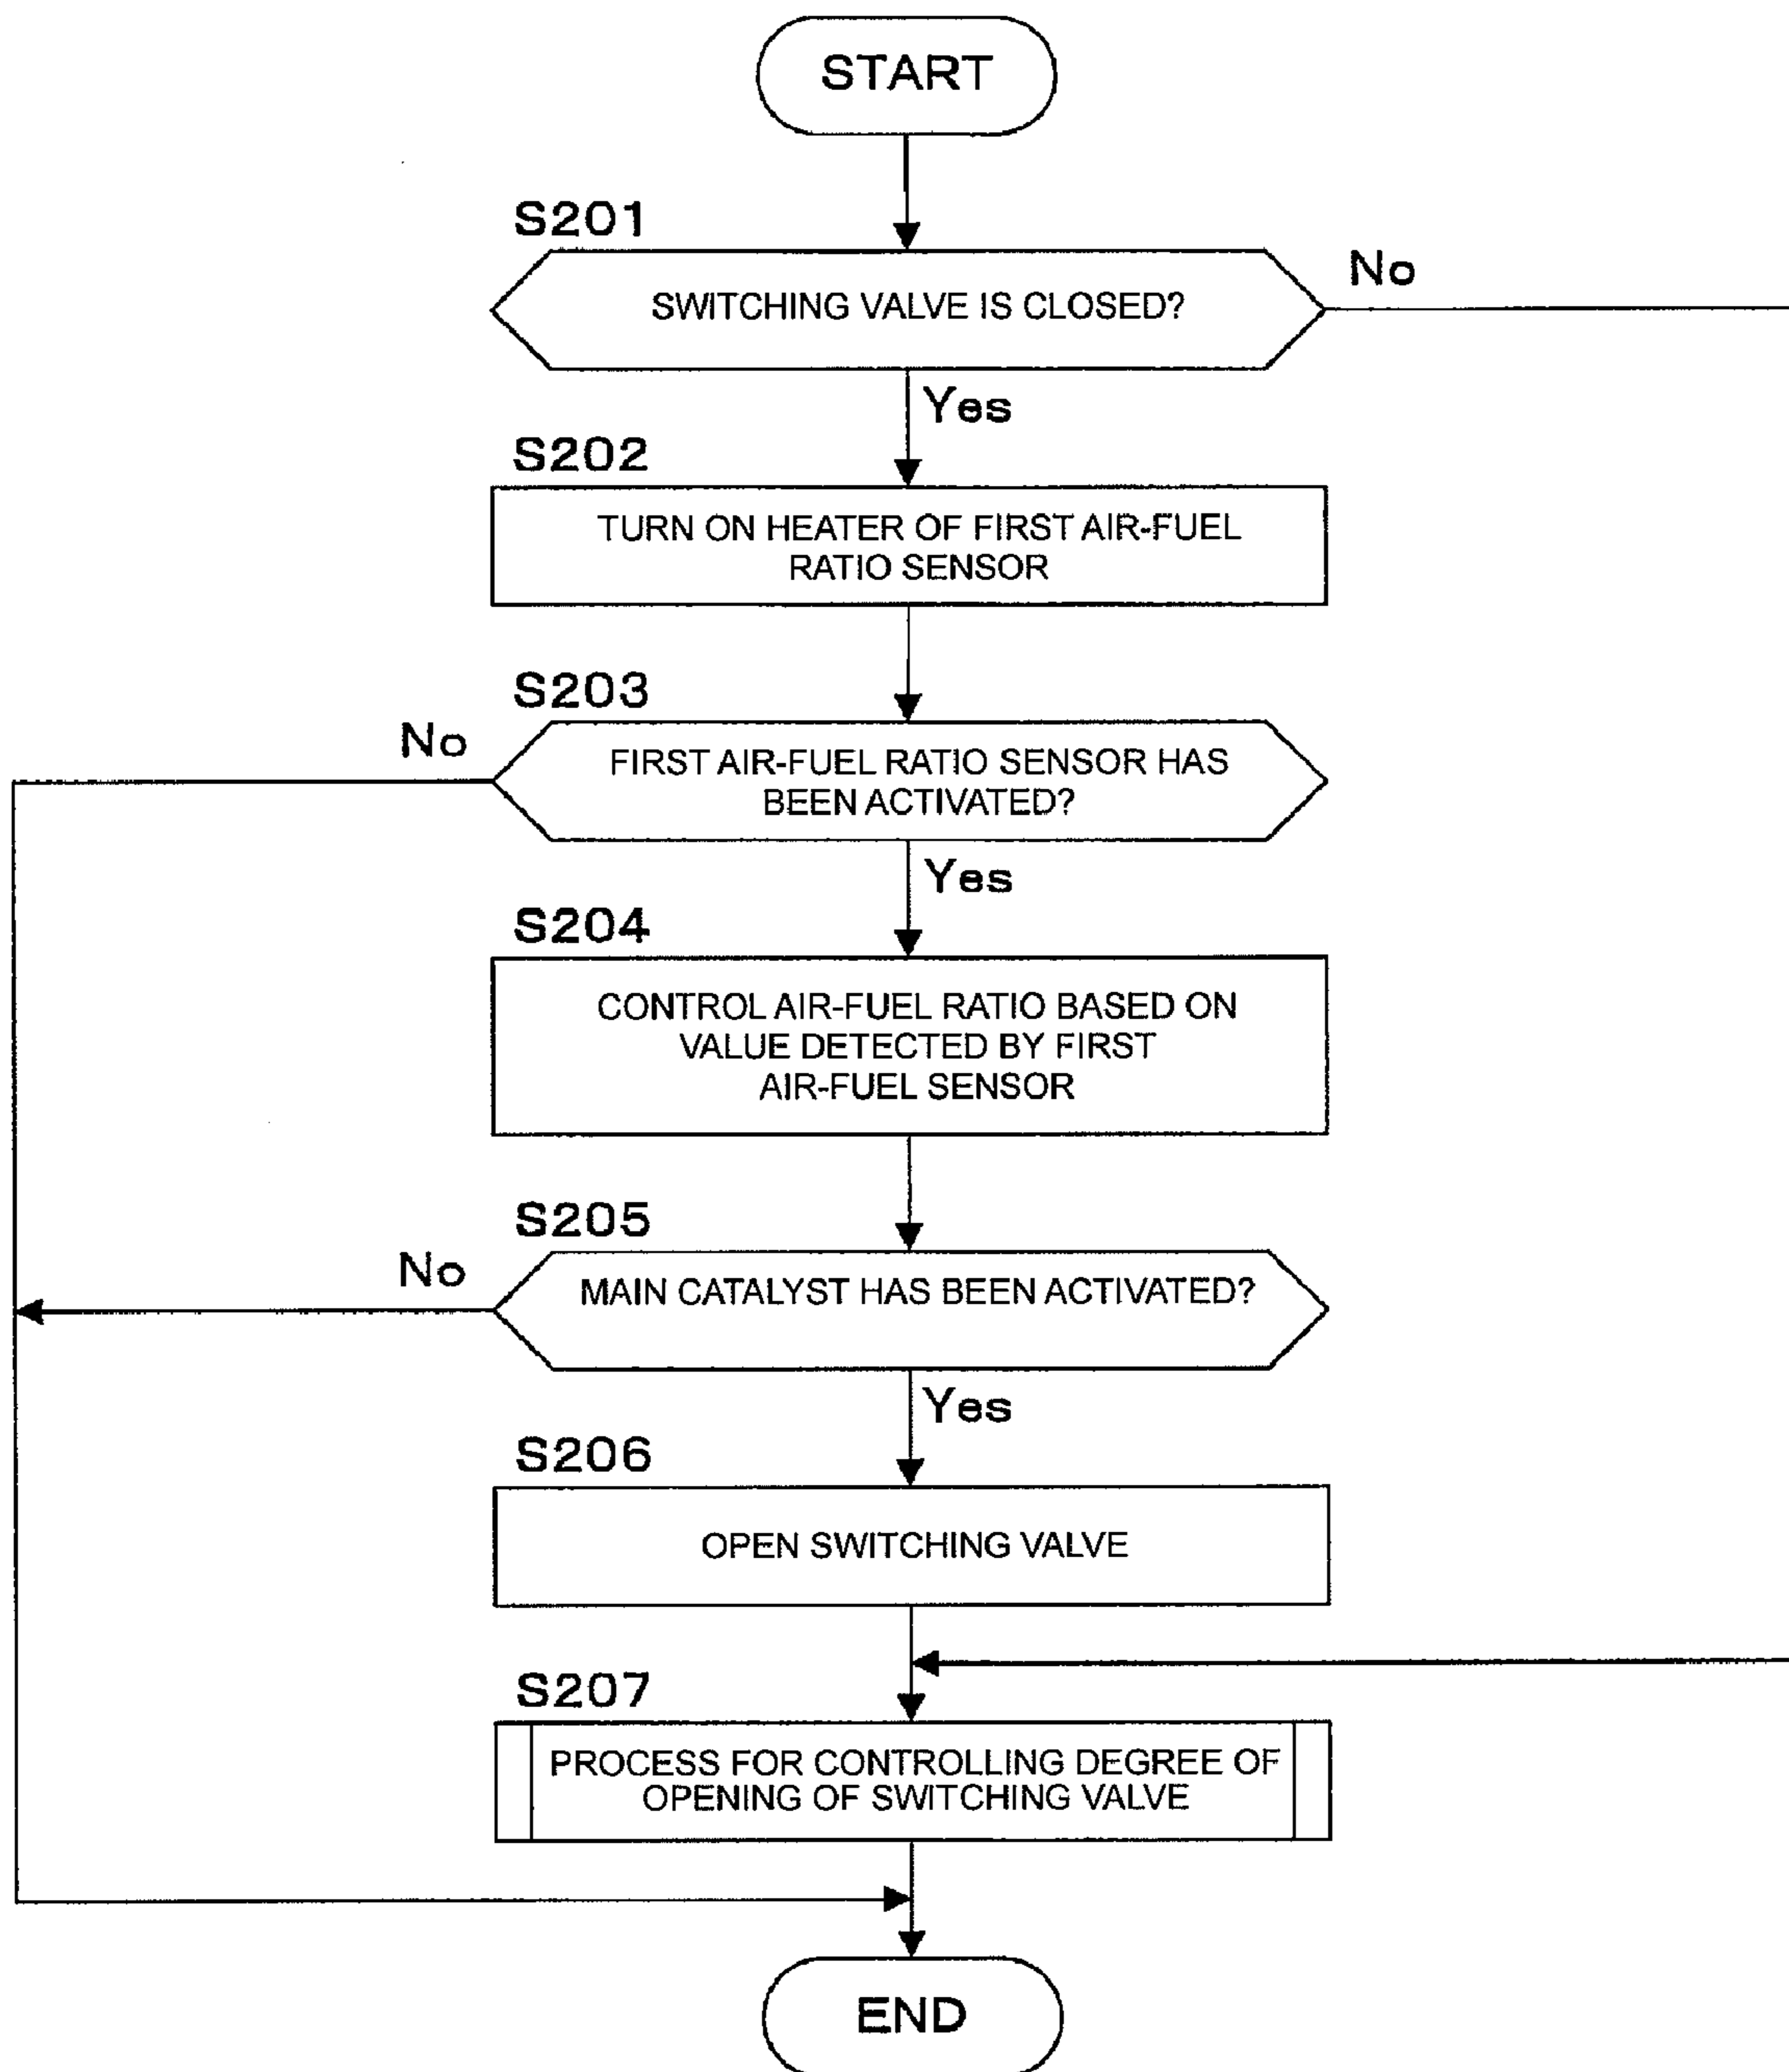 START
S201
SWITCHING VALVE IS CLOSED?
No
Yes
S202
TURN ON HEATER OF FIRST AIR-FUEL
RATIO SENSOR
S203
No
FIRST AIR-FUEL RATIO SENSOR HAS
BEEN ACTIVATED?
Yes
S204
CONTROL AIR-FUEL RATIO BASED ON
VALUE DETECTED BY FIRST
AIR-FUEL SENSOR
S205
No
MAIN CATALYST HAS BEEN ACTIVATED?
Yes
S206
OPEN SWITCHING VALVE
S207
PROCESS FOR CONTROLLING DEGREE OF
OPENING OF SWITCHING VALVE
END